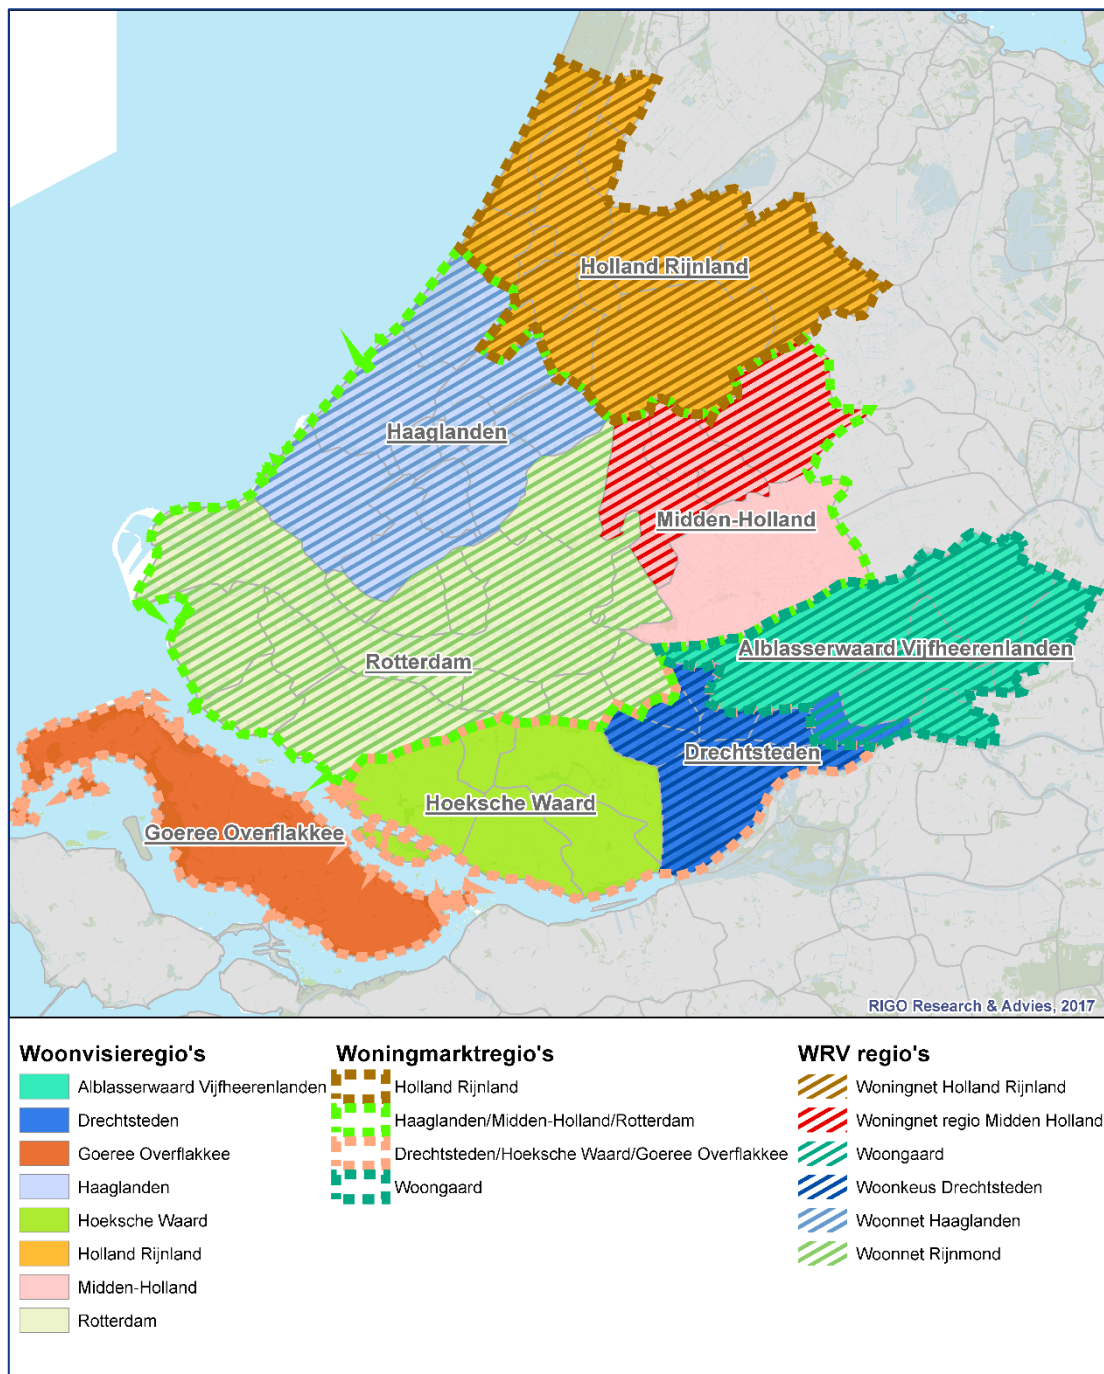 Holland Rijnland
Haaglanden
Midden-Holland
Alblasserwaard Vijfheerenlanden
Rotterdam
Drechtsteden
Hoeksche Waard
Goeree Overflakkee
RIGO Research & Advies, 2017
Woonvisieregio's
Alblasserwaard Vijfheerenlanden
Drechtsteden
Goeree Overflakkee
Haaglanden
Hoeksche Waard
Holland Rijnland
Midden-Holland
Rotterdam
Woningmarktregio's
Holland Rijnland
Haaglanden/Midden-Holland/Rotterdam
Drechtsteden/Hoeksche Waard/Goeree Overflakkee
Woongaard
WRV regio's
Woningnet Holland Rijnland
Woningnet regio Midden Holland
Woongaard
Woonkeus Drechtsteden
Woonnet Haaglanden
Woonnet Rijnmond